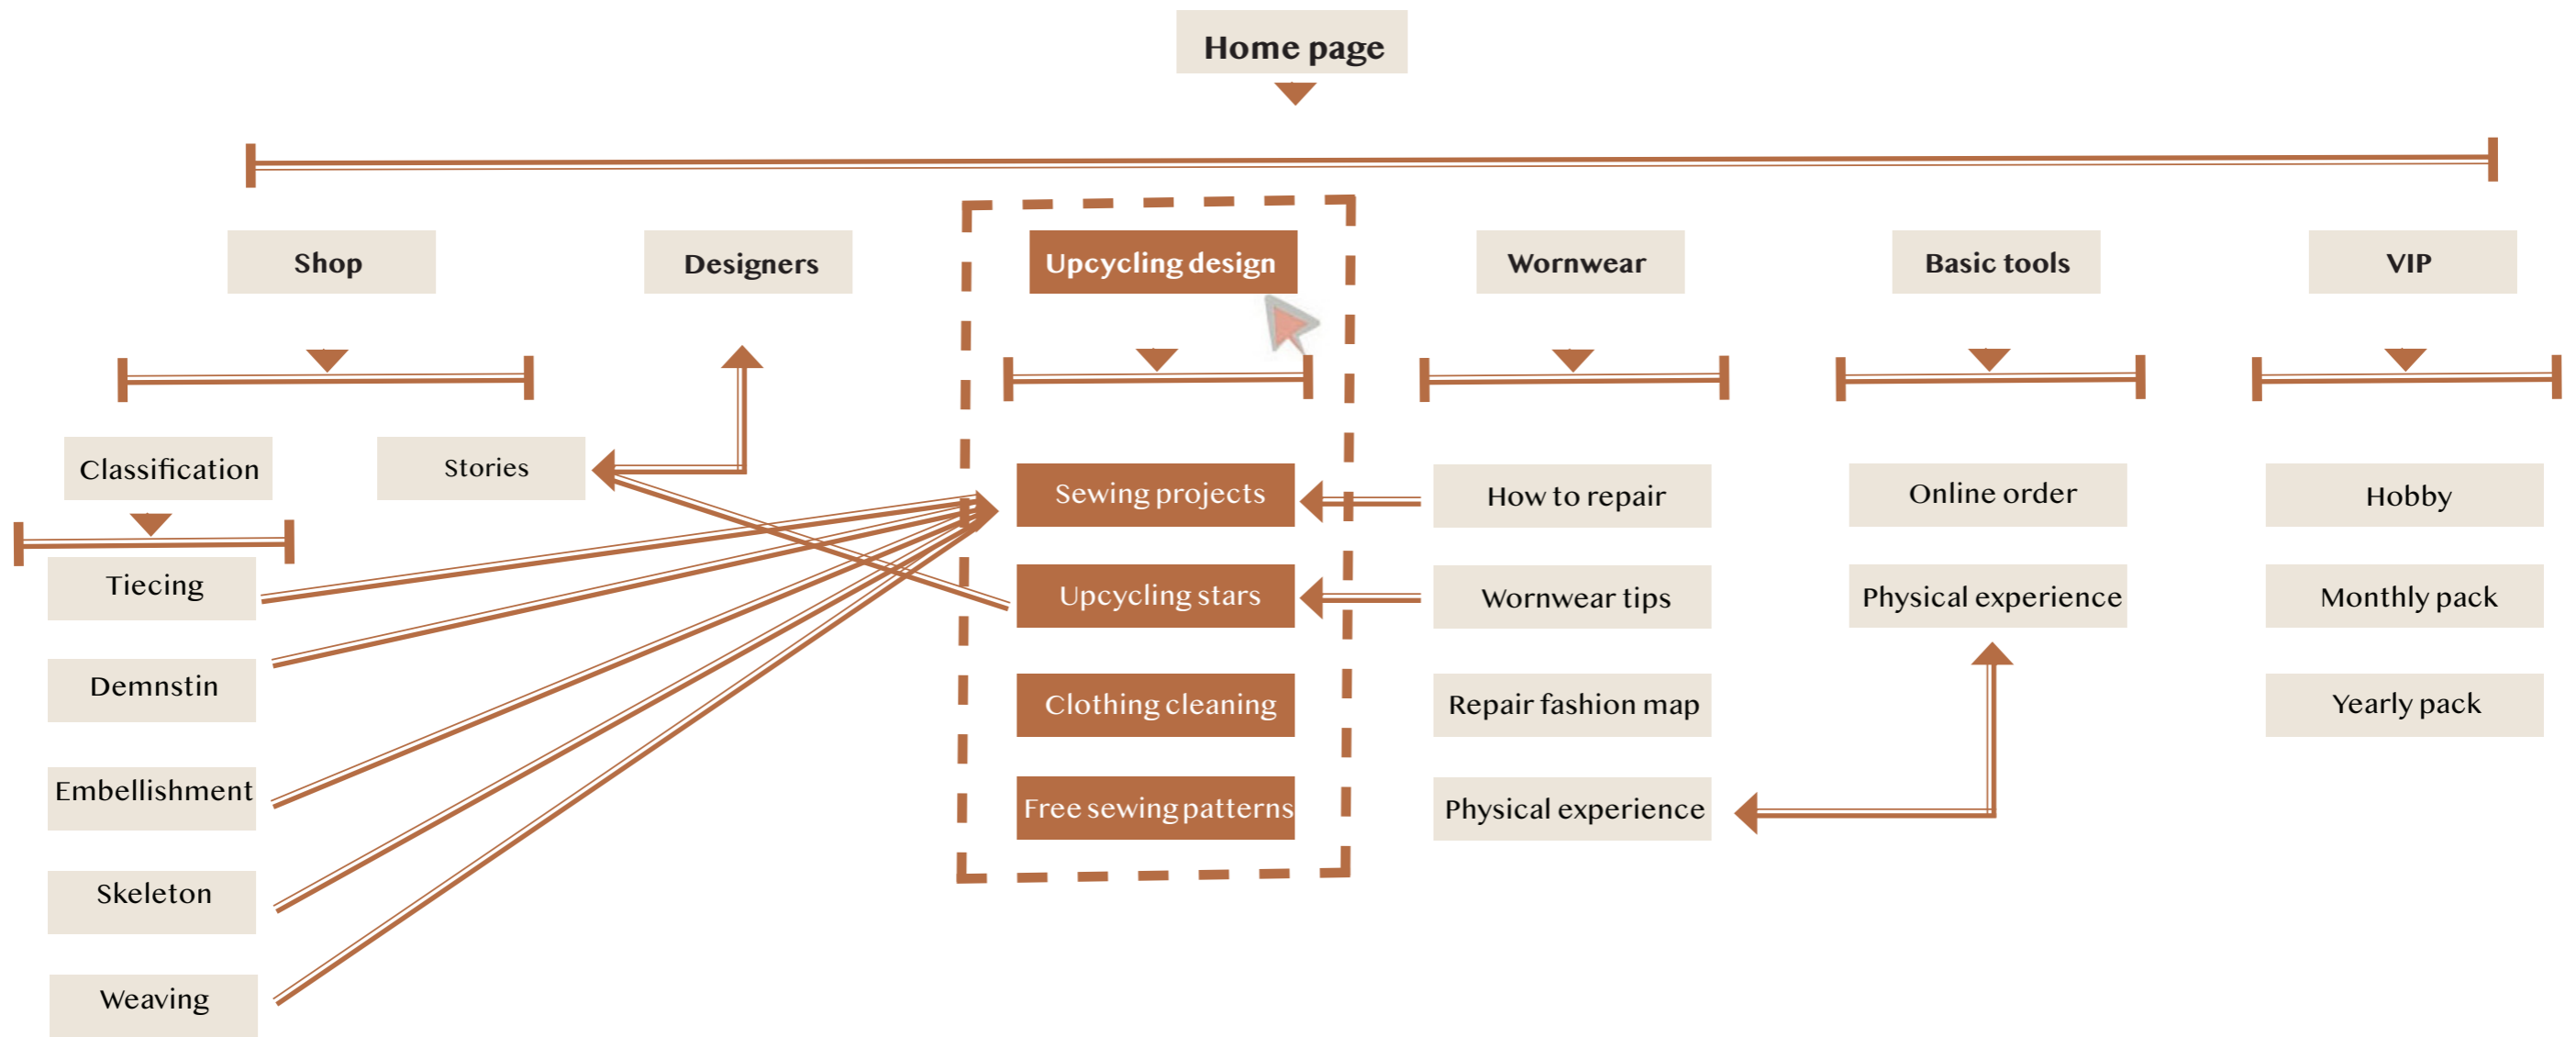 Home page
Shop
Designers
Upcycling design
Wornwear
Basic tools
VIP
Classification
Stories
Sewing projects
How to repair
Online order
Hobby
Tiecing
Upcycling stars
Wornwear tips
Physical experience
Monthly pack
Demnstin
Clothing cleaning
Repair fashion map
Yearly pack
Embellishment
Free sewing patterns
Physical experience
Skeleton
Weaving